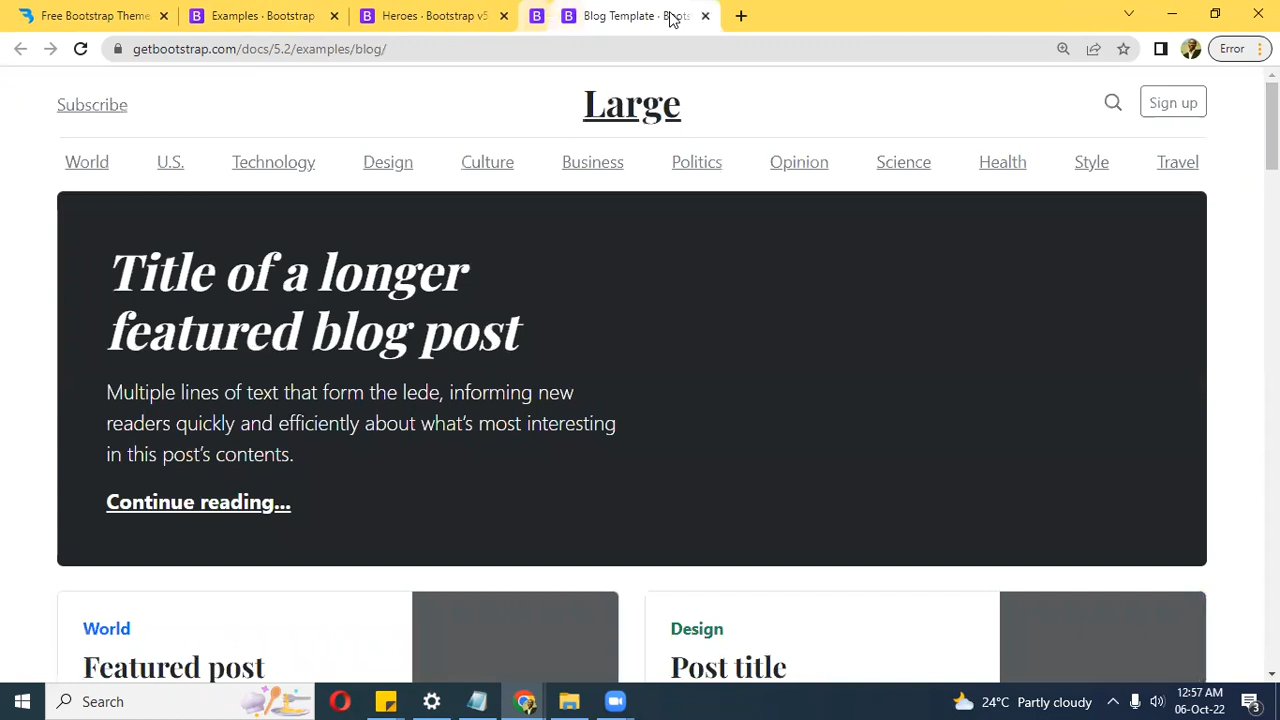 Free Bootstrap Theme
Examples · Bootstrap
Heroes · Bootstrap v5
Blog Template · Boots
getbootstrap.com/docs/5.2/examples/blog/
Error
Subscribe
Large
Sign up
World U.S. Technology Design Culture Business Politics Opinion Science Health Style Travel
Title of a longer
featured blog post
Multiple lines of text that form the lede, informing new
readers quickly and efficiently about what's most interesting
in this post's contents.
Continue reading...
World
Featured post
Design
Post title
Search
24°C Partly cloudy
12:57 AM
06-Oct-22
3